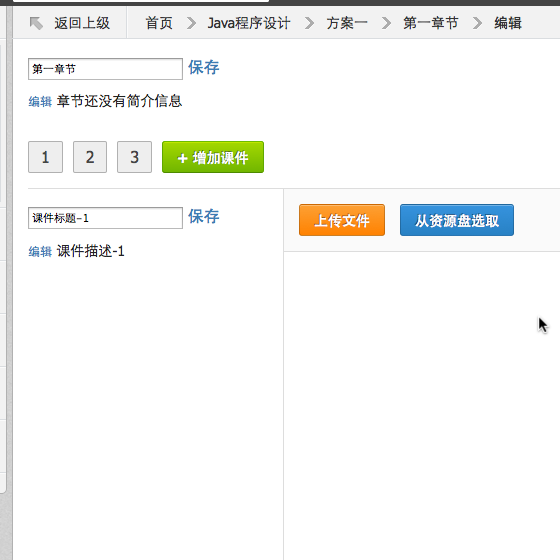 返回上级 首页 Java程序设计 方案一 第一章节 编辑
第一章节 保存
编辑 章节还没有简介信息
1 2 3 + 增加课件
课件标题-1 保存 上传文件 从资源盘选取
编辑 课件描述-1